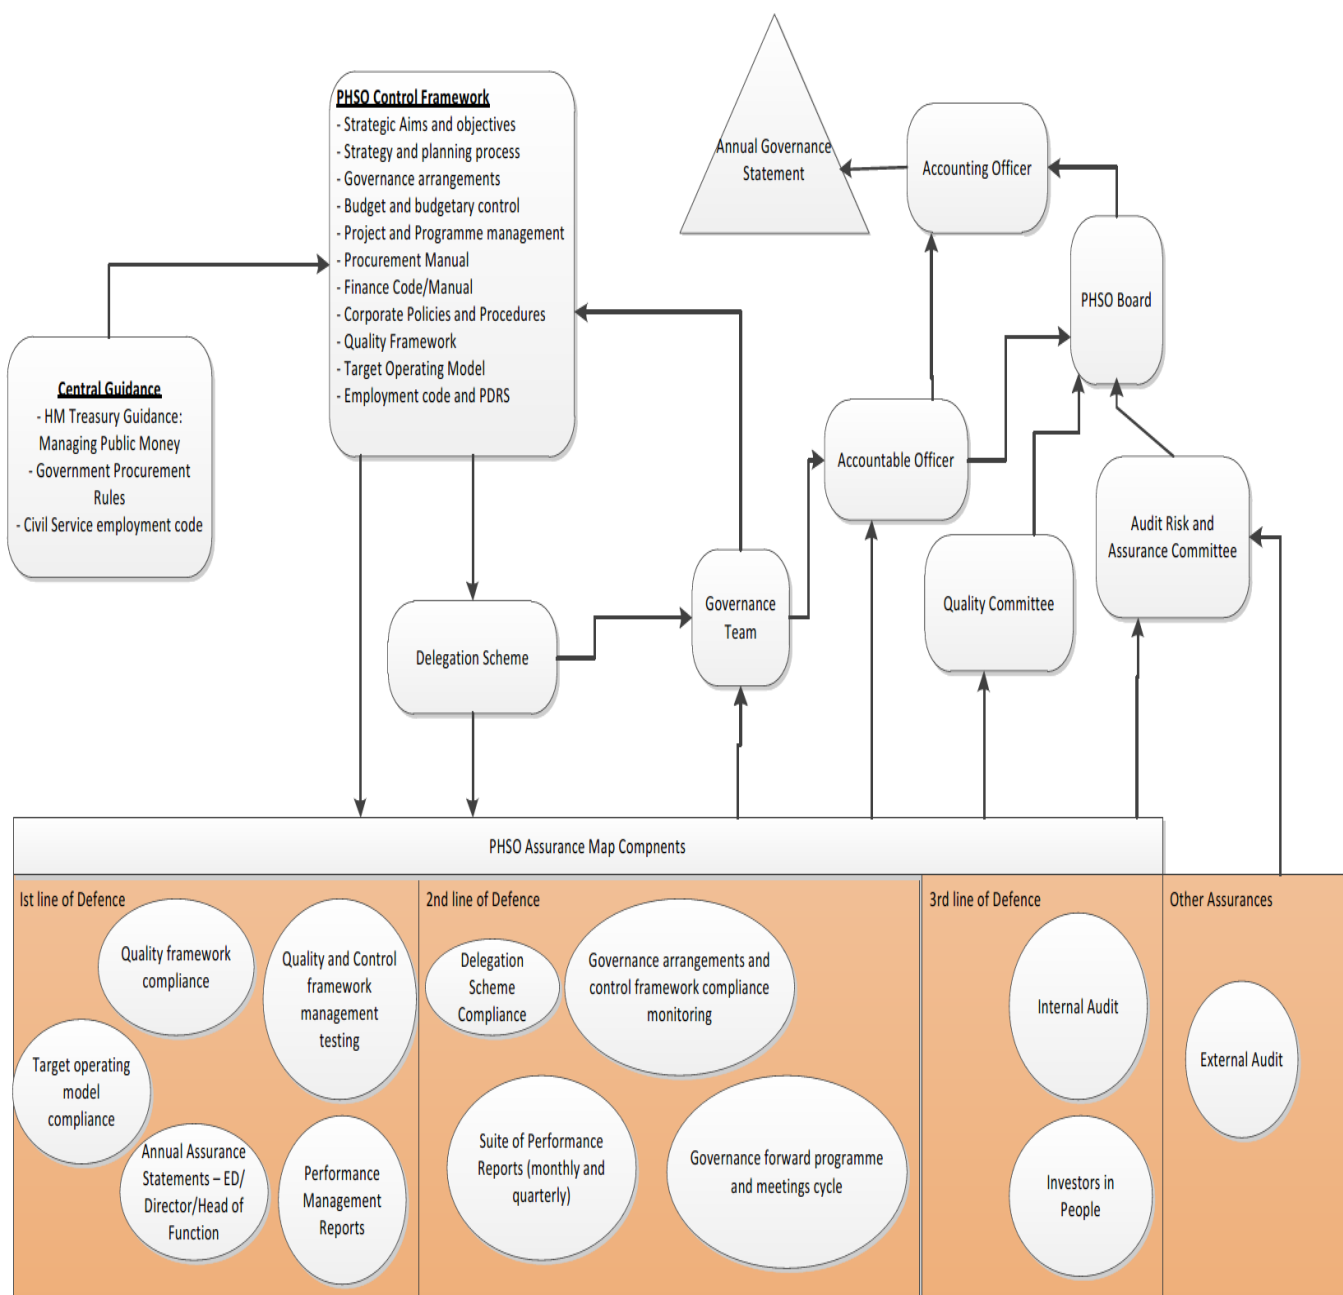 PHSO Control Framework
- Strategic Aims and objectives
- Strategy and planning process
- Governance arrangements
- Budget and budgetary control
- Project and Programme management
- Procurement Manual
- Finance Code/Manual
- Corporate Policies and Procedures
- Quality Framework
- Target Operating Model
- Employment code and PDRS
Annual Governance
Statement
Accounting Officer
PHSO Board
Central Guidance
- HM Treasury Guidance:
Managing Public Money
- Government Procurement
Rules
- Civil Service employment code
Accountable Officer
Audit Risk and
Assurance Committee
Quality Committee
Governance
Team
Delegation Scheme
PHSO Assurance Map Compnents
1st line of Defence
Quality framework
compliance
Quality and Control
framework
management
testing
Target operating
model
compliance
Annual Assurance
Statements – ED/
Director/Head of
Function
Performance
Management
Reports
2nd line of Defence
Delegation
Scheme
Compliance
Governance arrangements and
control framework compliance
monitoring
Suite of Performance
Reports (monthly and
quarterly)
Governance forward programme
and meetings cycle
3rd line of Defence
Internal Audit
Investors in
People
Other Assurances
External Audit